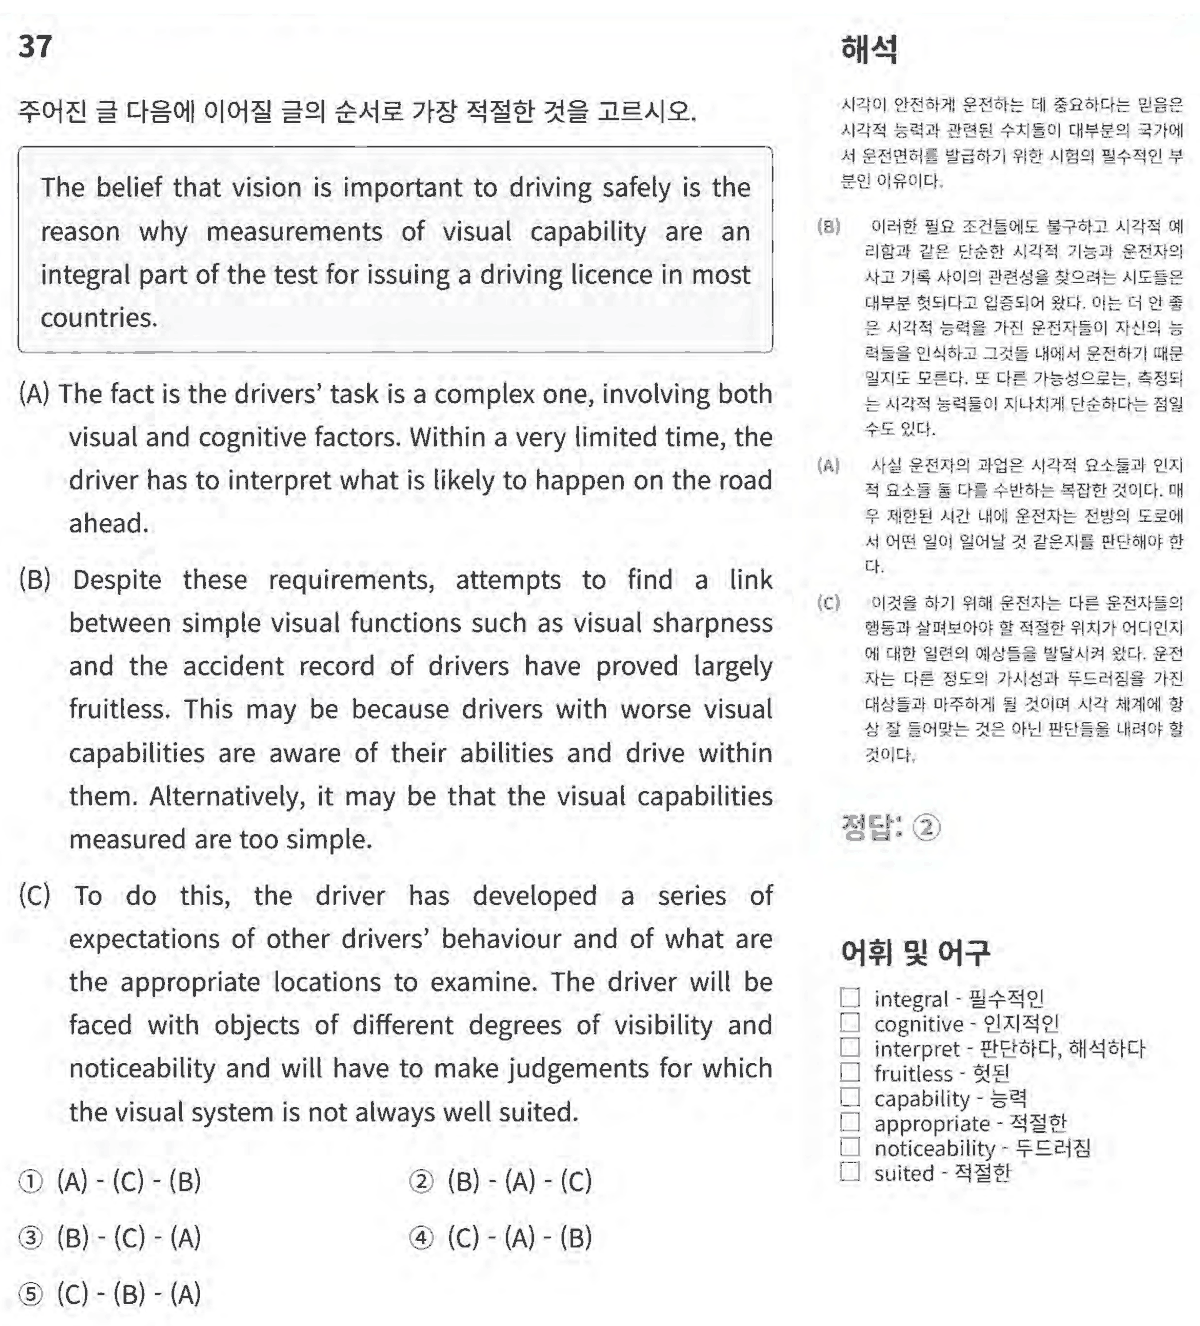 37
주어진 글 다음에 이어질 글의 순서로 가장 적절한 것을 고르시오.
The belief that vision is important to driving safely is the
reason why measurements of visual capability are an
integral part of the test for issuing a driving licence in most
countries.
(A) The fact is the drivers' task is a complex one, involving both
visual and cognitive factors. Within a very limited time, the
driver has to interpret what is likely to happen on the road
ahead.
(B) Despite these requirements, attempts to find a link
between simple visual functions such as visual sharpness
and the accident record of drivers have proved largely
fruitless. This may be because drivers with worse visual
capabilities are aware of their abilities and drive within
them. Alternatively, it may be that the visual capabilities
measured are too simple.
(C) To do this, the driver has developed a series of
expectations of other drivers' behaviour and of what are
the appropriate locations to examine. The driver will be
faced with objects of different degrees of visibility and
noticeability and will have to make judgements for which
the visual system is not always well suited.
① (A) - (C) - (B)
② (B) - (A) - (C)
③ (B) - (C) - (A)
④ (C) - (A) - (B)
⑤ (C) - (B) - (A)
해석
시각이 안전하게 운전하는 데 중요하다는 믿음은
시각적 능력과 관련된 수치들이 대부분의 국가에
서 운전면허를 발급하기 위한 시험의 필수적인 부
분인 이유이다.
(B) 이러한 필요 조건들에도 불구하고 시각적 예
리함과 같은 단순한 시각적 기능과 운전자의
사고 기록 사이의 관련성을 찾으려는 시도들은
대부분 헛되다고 입증되어 왔다. 이는 더 안 좋
은 시각적 능력을 가진 운전자들이 자신의 능
력들을 인식하고 그것들 내에서 운전하기 때문
일지도 모른다. 또 다른 가능성으로는, 측정되
는 시각적 능력들이 지나치게 단순하다는 점일
수도 있다.
(A) 사실 운전자의 과업은 시각적 요소들과 인지
적 요소들 둘 다를 수반하는 복잡한 것이다. 매
우 제한된 시간 내에 운전자는 전방의 도로에
서 어떤 일이 일어날 것 같은지를 판단해야 한
다.
(C) 이것을 하기 위해 운전자는 다른 운전자들의
행동과 살펴보아야 할 적절한 위치가 어디인지
에 대한 일련의 예상들을 발달시켜 왔다. 운전
자는 다른 정도의 가시성과 두드러짐을 가진
대상들과 마주하게 될 것이며 시각 체계에 항
상 잘 들어맞는 것은 아닌 판단들을 내려야 할
것이다.
정답: ②
어휘 및 어구
integral - 필수적인
cognitive - 인지적인
interpret - 판단하다, 해석하다
fruitless - 헛된
capability - 능력
appropriate - 적절한
noticeability - 두드러짐
suited - 적절한